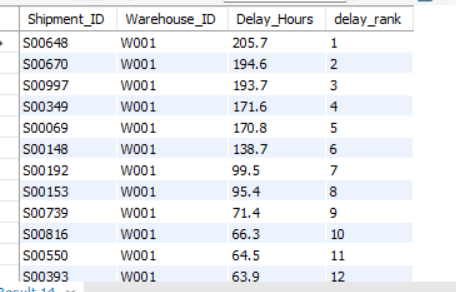 Shipment_ID Warehouse_ID Delay_Hours delay_rank
S00648 W001 205.7 1
S00670 W001 194.6 2
S00997 W001 193.7 3
S00349 W001 171.6 4
S00069 W001 170.8 5
S00148 W001 138.7 6
S00192 W001 99.5 7
S00153 W001 95.4 8
S00739 W001 71.4 9
S00816 W001 66.3 10
S00550 W001 64.5 11
S00393 W001 63.9 12